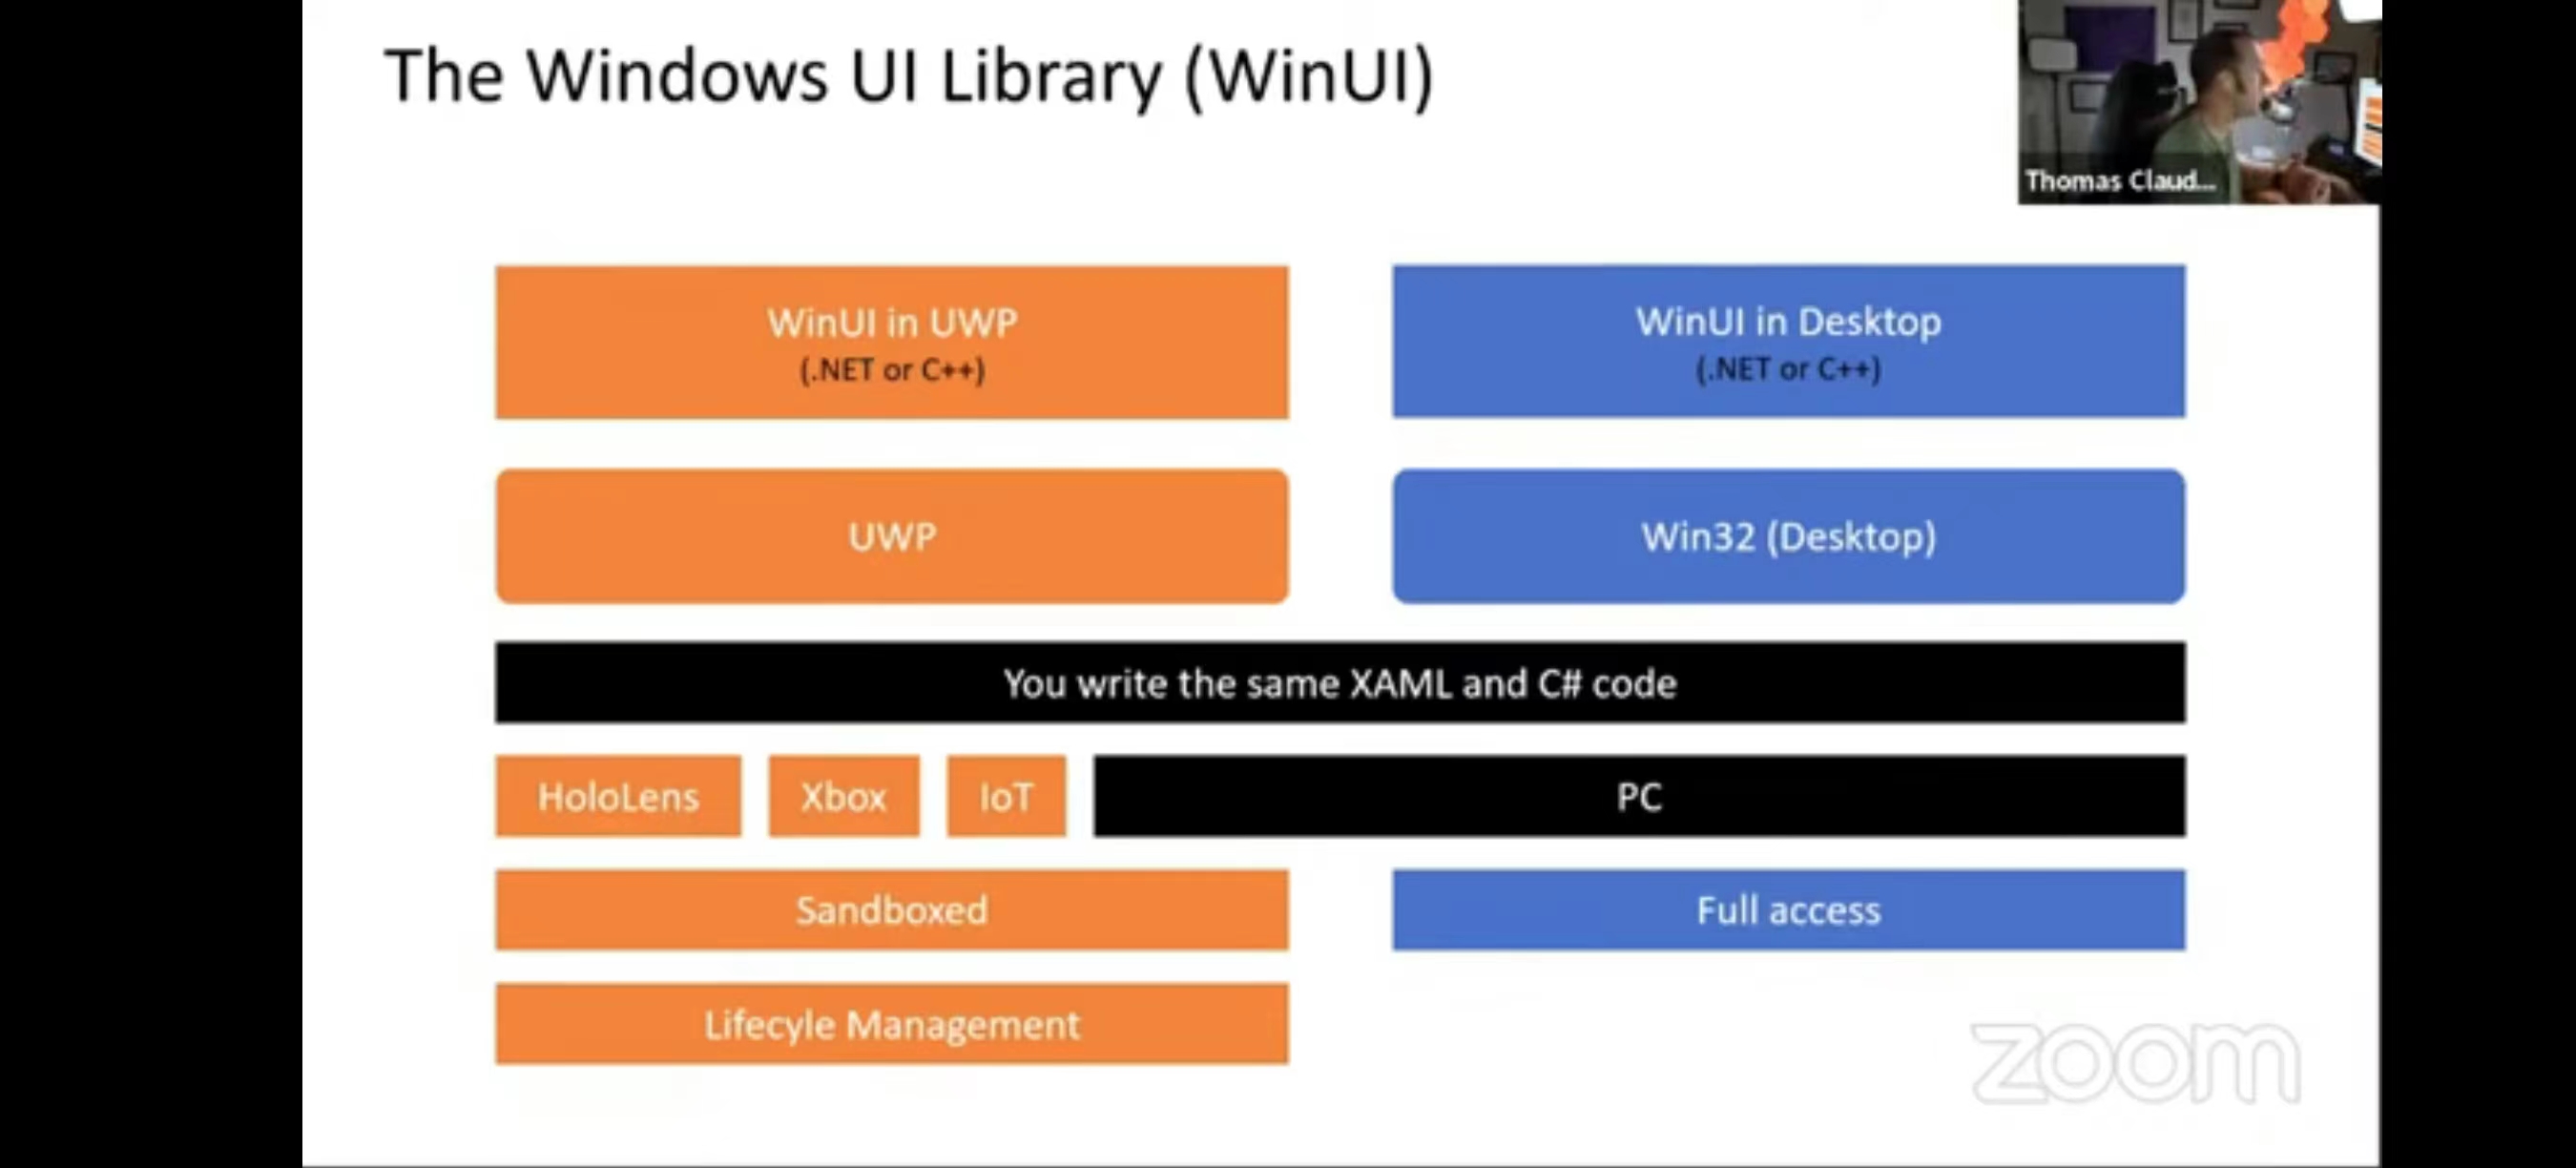 The Windows UI Library (WinUI)
Thomas Claud...
WinUI in UWP
(.NET or C++)
WinUI in Desktop
(.NET or C++)
UWP
Win32 (Desktop)
You write the same XAML and C# code
HoloLens
Xbox
IoT
PC
Sandboxed
Full access
Lifecyle Management
zoom